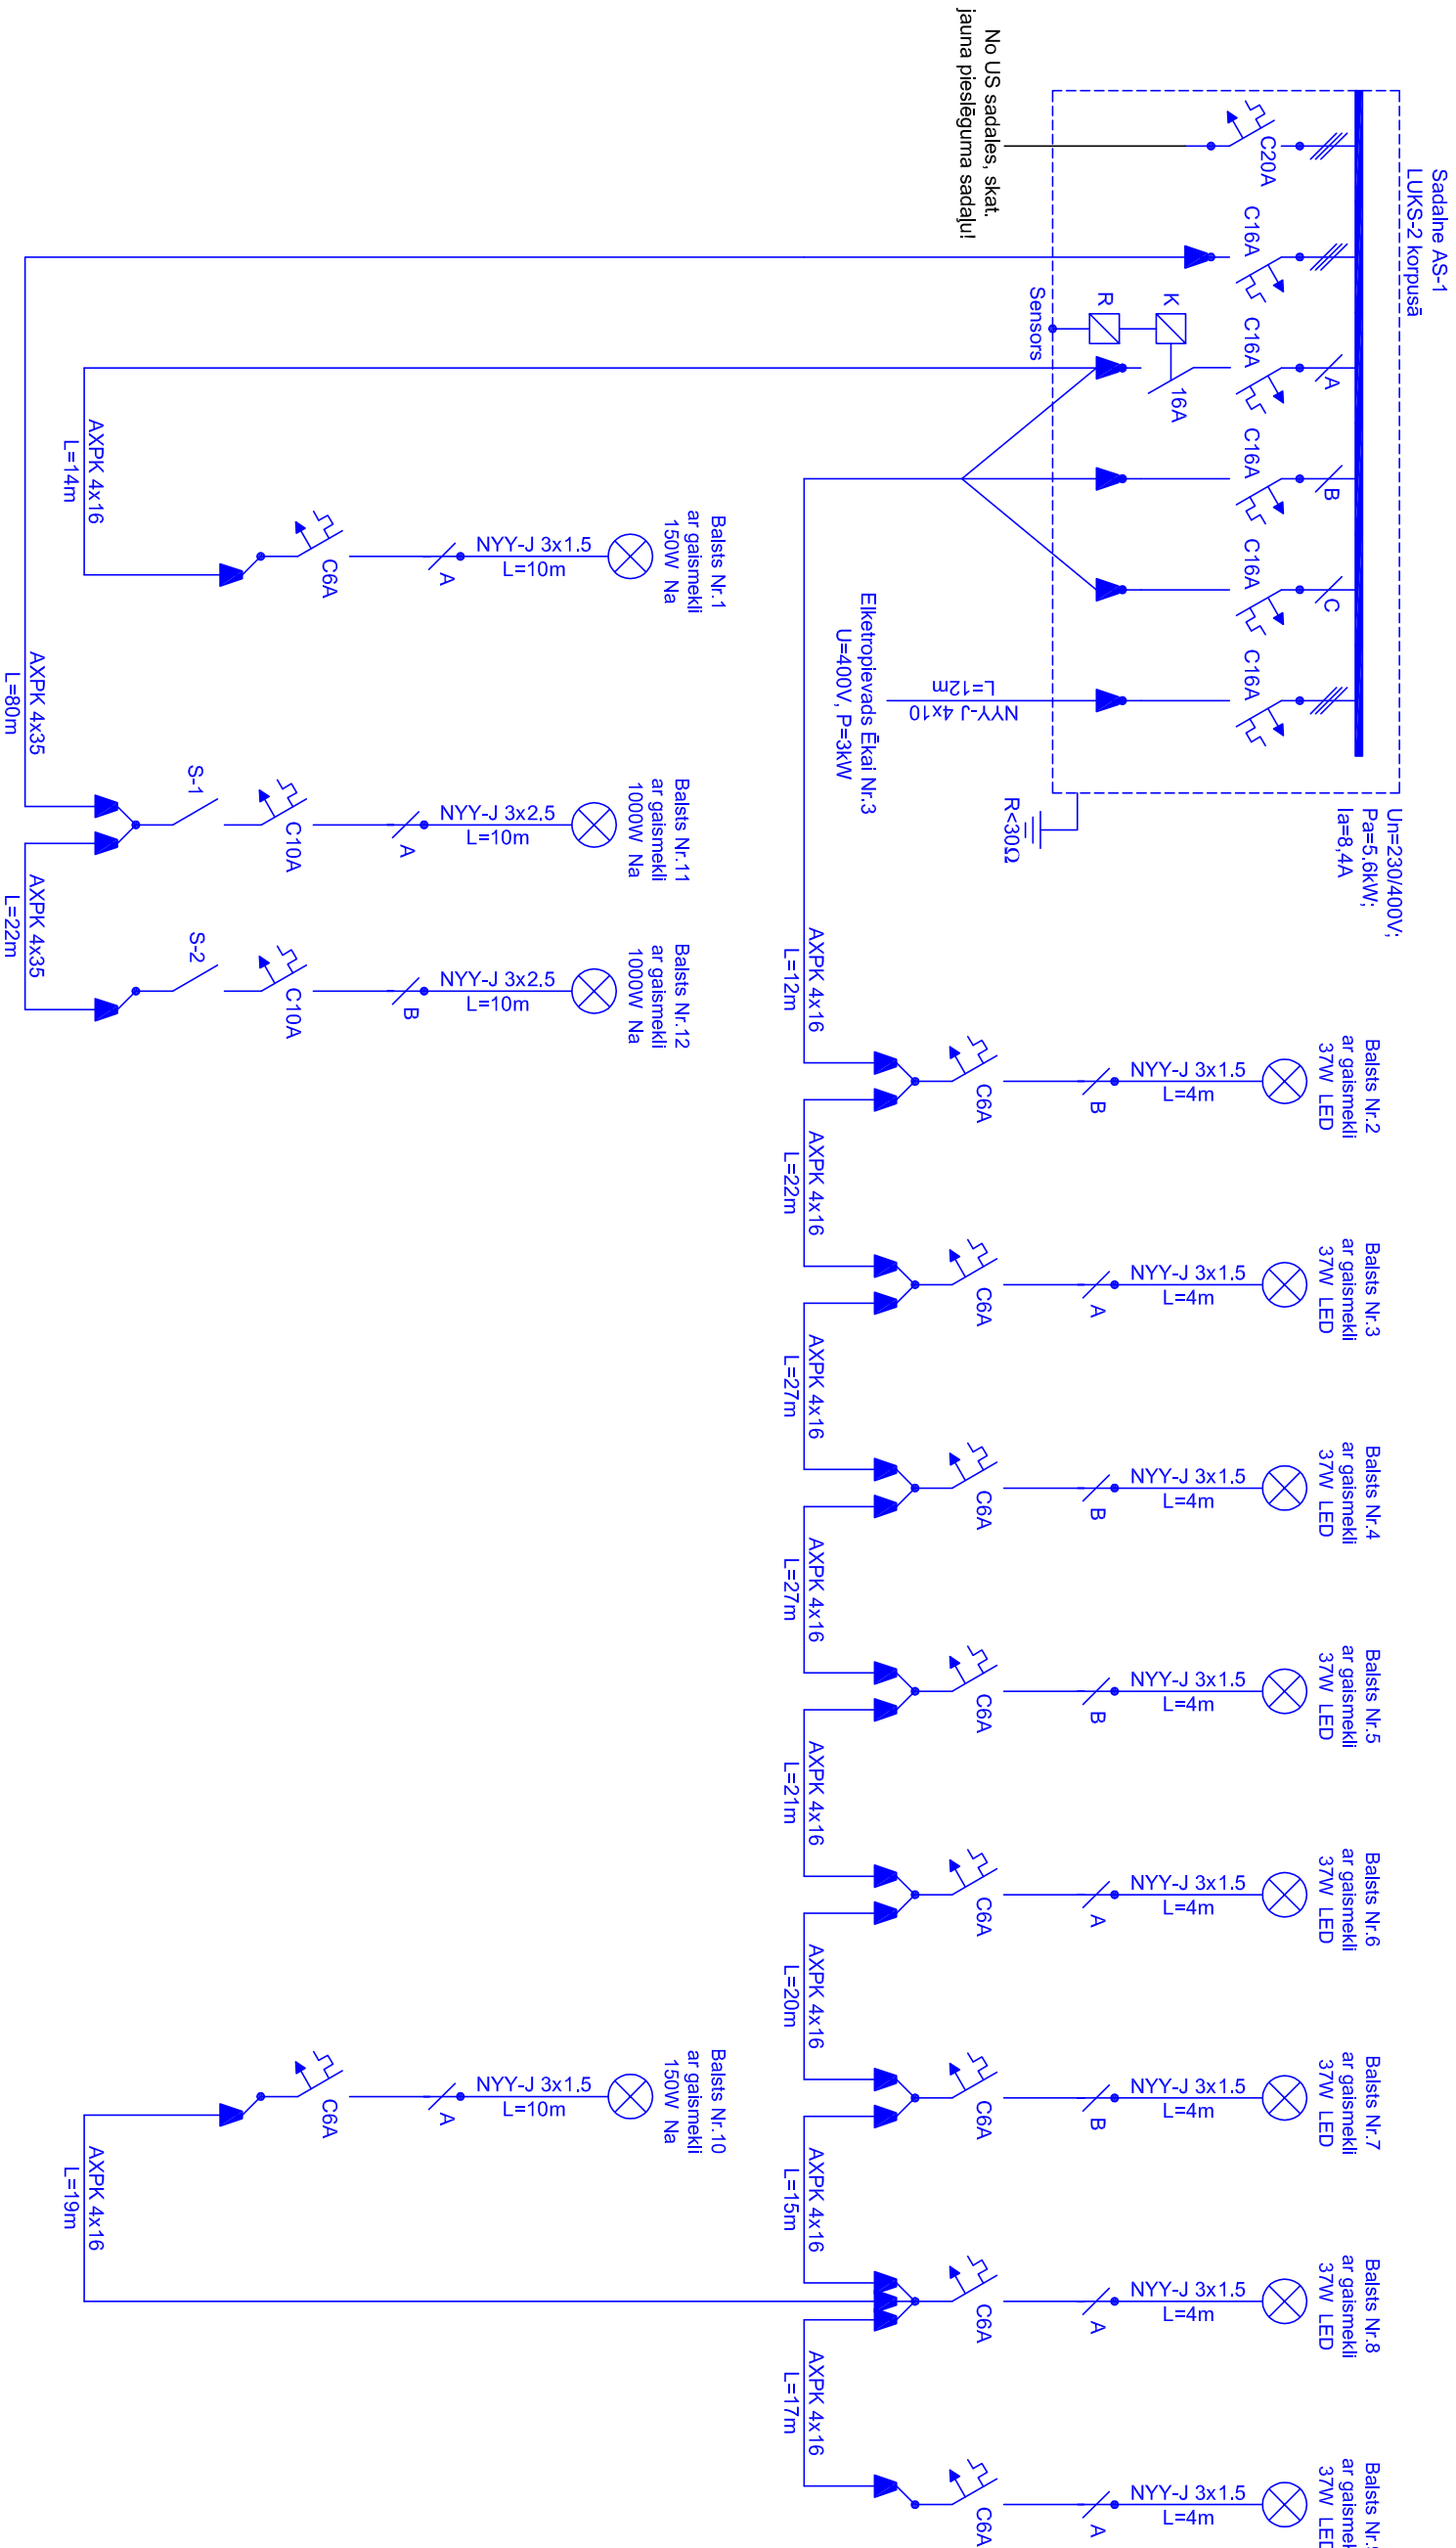 Sadalne AS-1
LUKS-2 korpusā
Un=230/400V;
Pa=5,6kW;
Ia=8,4A
C20A
C16A
C16A
A
C16A
B
C16A
C
C16A
K
16A
R
Sensors
R<30Ω
No US sadales, skat.
jauna pieslēguma sadaļu!
NYY-J 4x10
L=12m
Elketropievads Ēkai Nr.3
U=400V, P=3kW
AXPK 4x16
L=12m
Balsts Nr.2
ar gaismekli
37W LED
NYY-J 3x1.5
L=4m
B
C6A
AXPK 4x16
L=22m
Balsts Nr.3
ar gaismekli
37W LED
NYY-J 3x1.5
L=4m
A
C6A
AXPK 4x16
L=27m
Balsts Nr.4
ar gaismekli
37W LED
NYY-J 3x1.5
L=4m
B
C6A
AXPK 4x16
L=27m
Balsts Nr.5
ar gaismekli
37W LED
NYY-J 3x1.5
L=4m
B
C6A
AXPK 4x16
L=21m
Balsts Nr.6
ar gaismekli
37W LED
NYY-J 3x1.5
L=4m
A
C6A
AXPK 4x16
L=20m
Balsts Nr.7
ar gaismekli
37W LED
NYY-J 3x1.5
L=4m
B
C6A
AXPK 4x16
L=15m
Balsts Nr.8
ar gaismekli
37W LED
NYY-J 3x1.5
L=4m
A
C6A
AXPK 4x16
L=17m
Balsts
ar
37W LED
NYY-J 3x1.5
L=4m
A
C6A
Balsts Nr.1
ar gaismekli
150W Na
NYY-J 3x1.5
L=10m
A
C6A
AXPK 4x16
L=14m
Balsts Nr.11
ar gaismekli
1000W Na
NYY-J 3x2.5
L=10m
A
C10A
S-1
AXPK 4x35
L=80m
Balsts Nr.12
ar gaismekli
1000W Na
NYY-J 3x2.5
L=10m
B
C10A
S-2
AXPK 4x35
L=22m
Balsts Nr.10
ar gaismekli
150W Na
NYY-J 3x1.5
L=10m
A
C6A
AXPK 4x16
L=19m